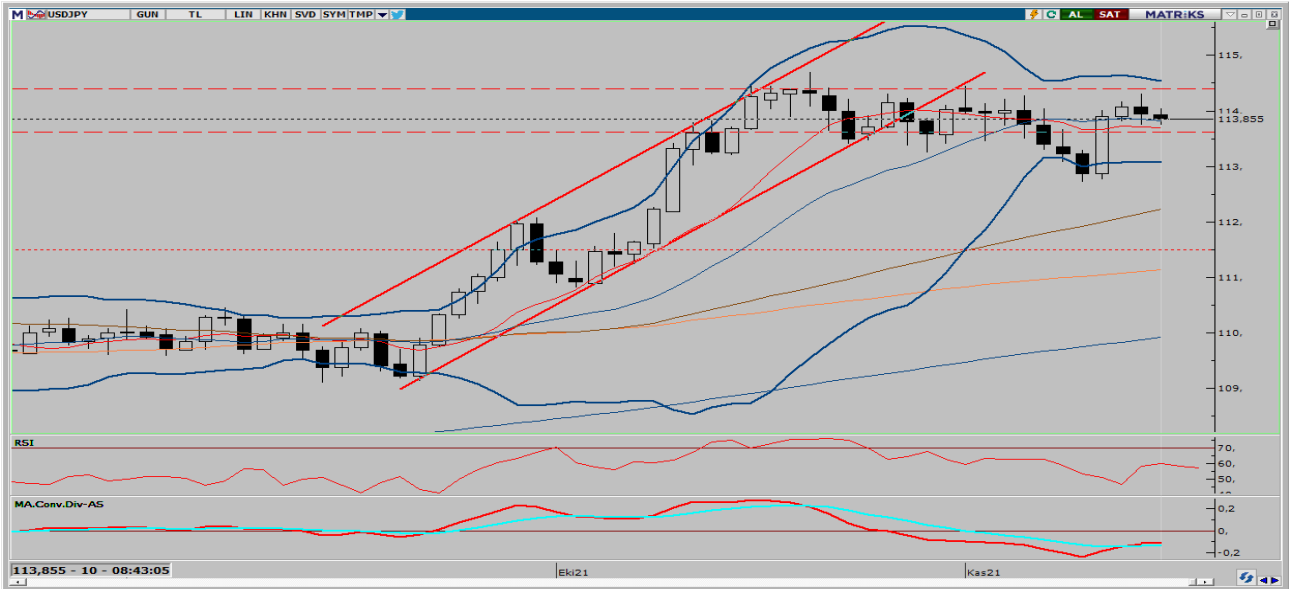 M USDJPY GUN TL LIN KHN SVD SYM TMP C AL SAT MATRiKS
115,
114,
113,855
113,
112,
111,
110,
109,
RSI
70,
60,
50,
MA.Conv.Div-AS
0,2
0,
-0,2
113,855 - 10 - 08:43:05
Eki21
Kas21